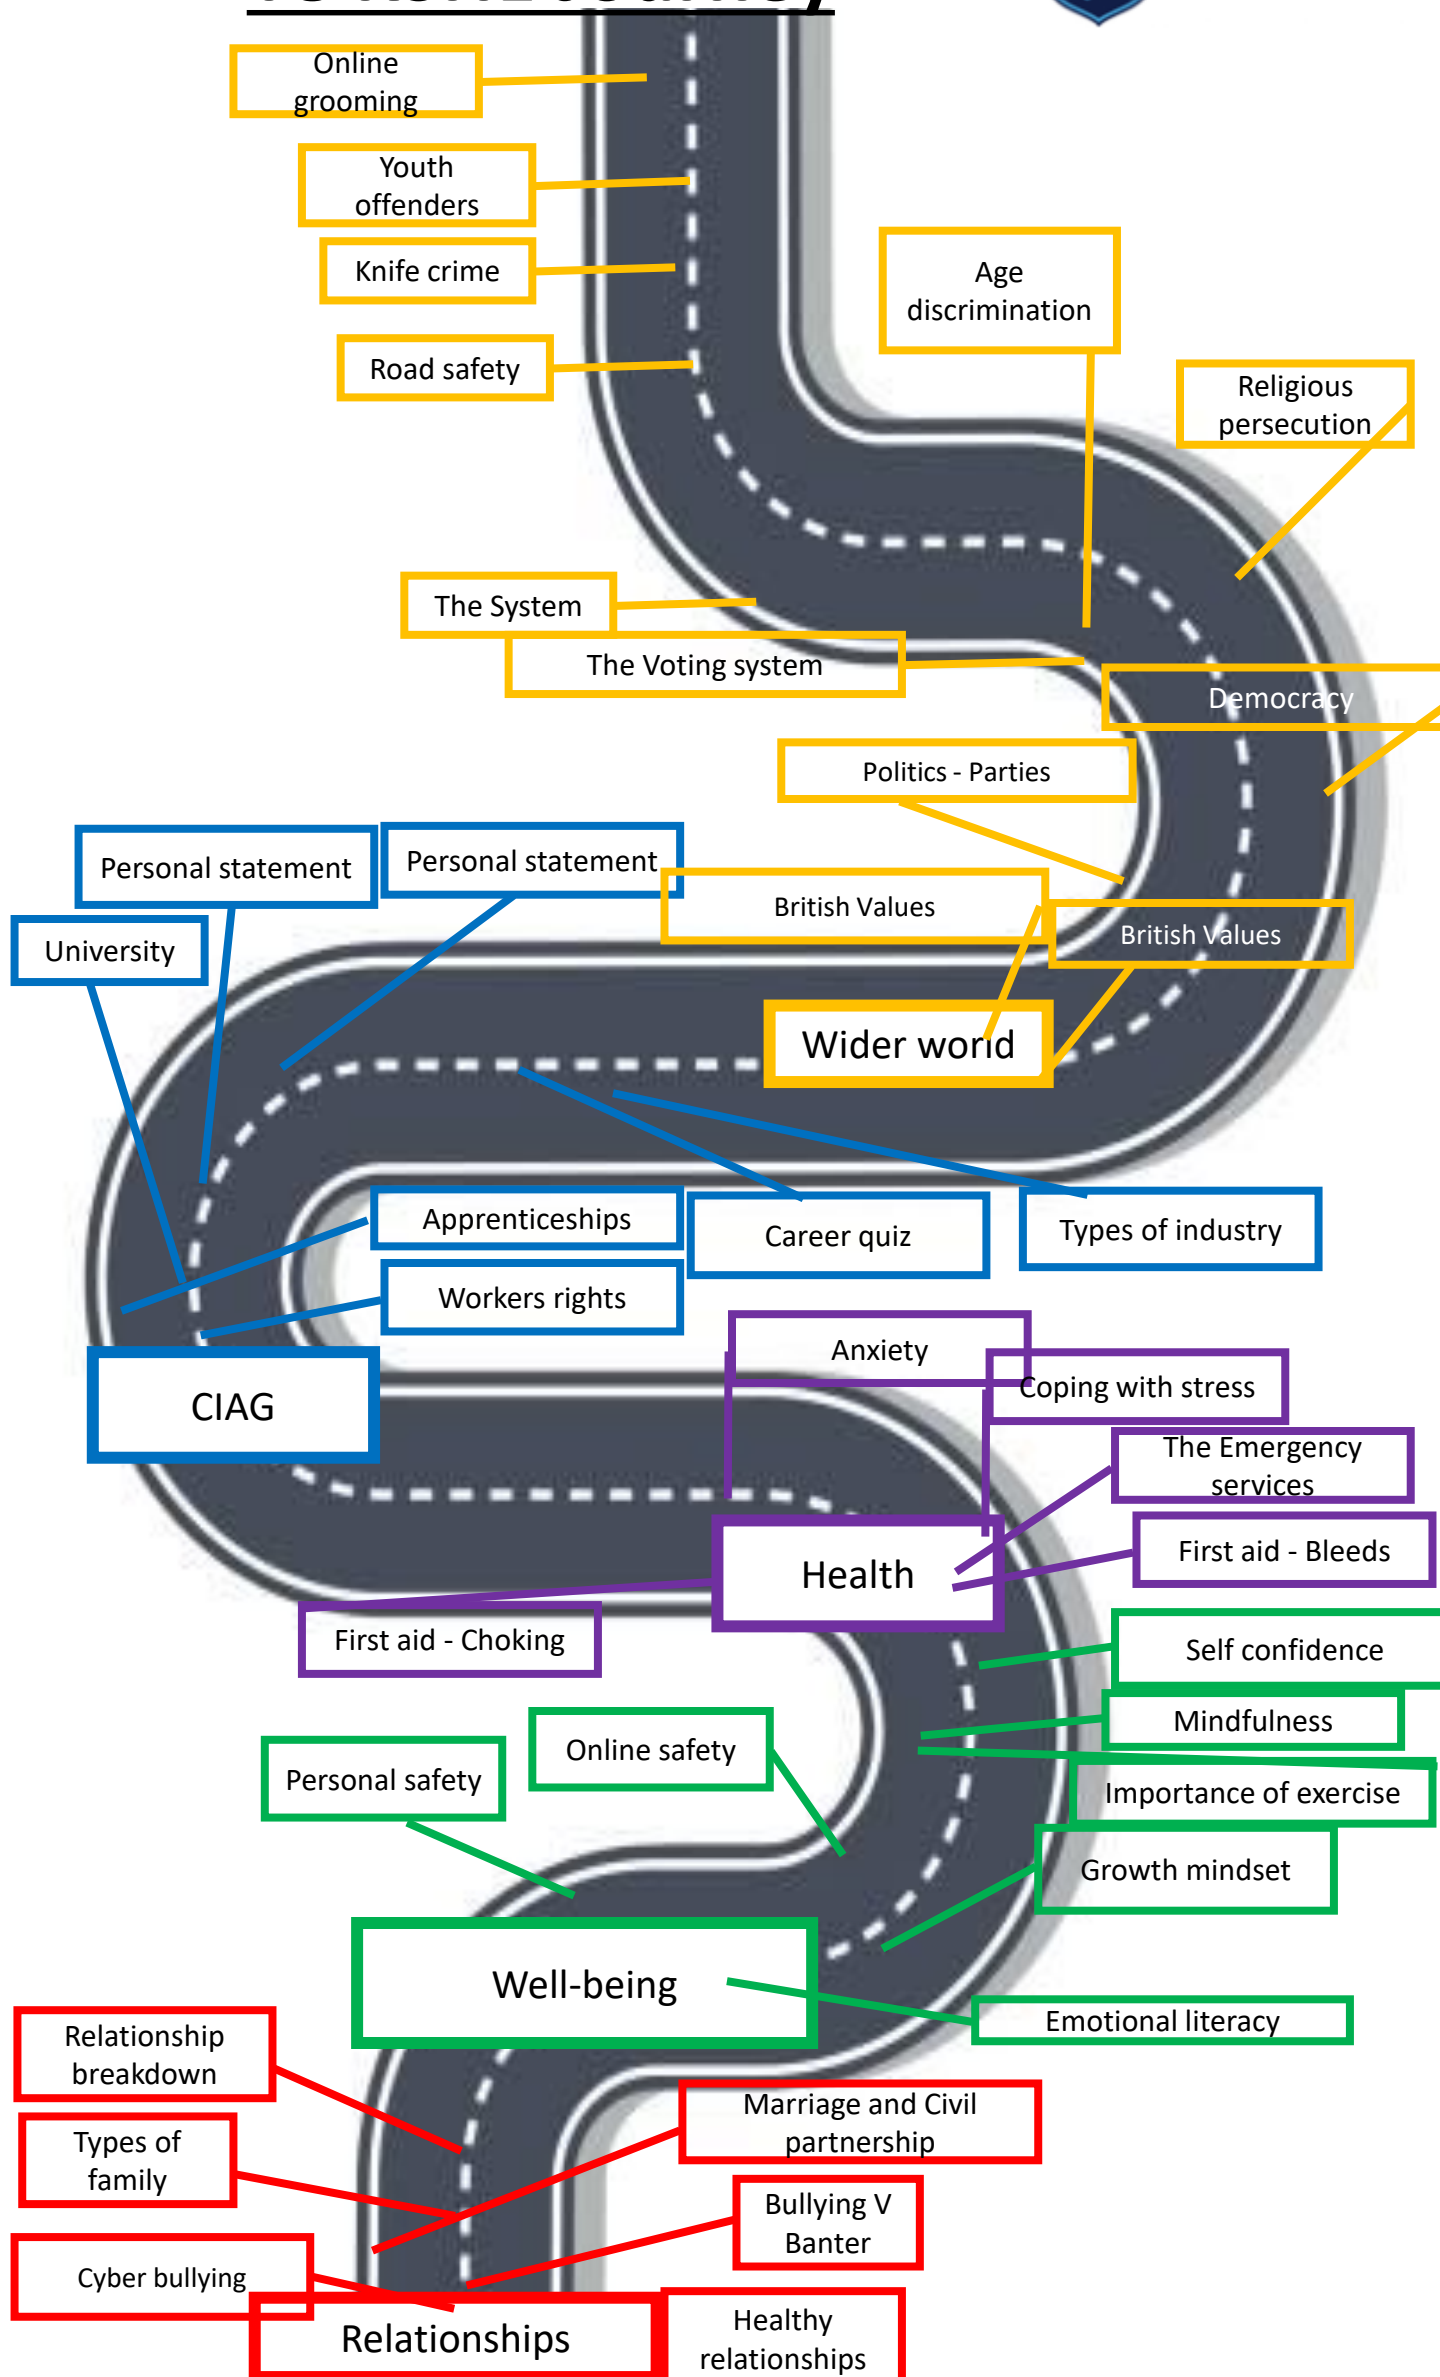 Online
grooming
Youth
offenders
Knife crime
Age
discrimination
Road safety
Religious
persecution
The System
The Voting system
Democracy
Politics - Parties
Personal statement
Personal statement
British Values
British Values
University
Wider world
Apprenticeships
Career quiz
Types of industry
Workers rights
Anxiety
Coping with stress
CIAG
The Emergency
services
First aid - Bleeds
Health
First aid - Choking
Self confidence
Mindfulness
Online safety
Personal safety
Importance of exercise
Growth mindset
Well-being
Emotional literacy
Relationship
breakdown
Marriage and Civil
partnership
Types of
family
Bullying V
Banter
Cyber bullying
Relationships
Healthy
relationships